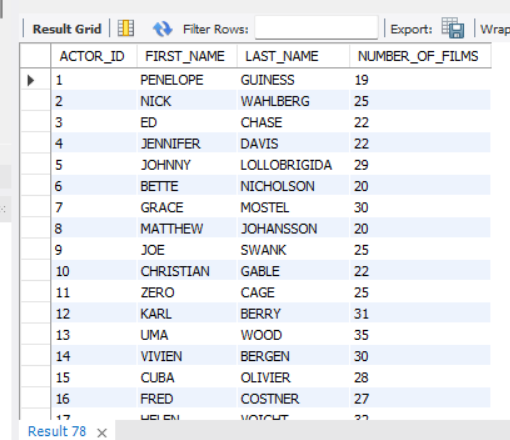 Result Grid Filter Rows: Export: Wrap
ACTOR_ID FIRST_NAME LAST_NAME NUMBER_OF_FILMS
1 PENELOPE GUINESS 19
2 NICK WAHLBERG 25
3 ED CHASE 22
4 JENNIFER DAVIS 22
5 JOHNNY LOLLOBRIGIDA 29
6 BETTE NICHOLSON 20
7 GRACE MOSTEL 30
8 MATTHEW JOHANSSON 20
9 JOE SWANK 25
10 CHRISTIAN GABLE 22
11 ZERO CAGE 25
12 KARL BERRY 31
13 UMA WOOD 35
14 VIVIEN BERGEN 30
15 CUBA OLIVIER 28
16 FRED COSTNER 27
17 HELEN VOIGHT 32
Result 78